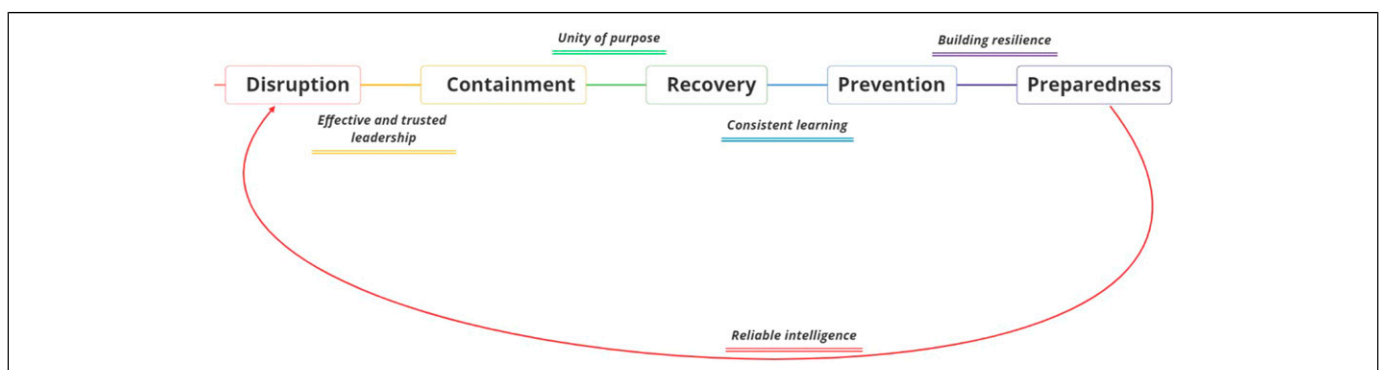 Unity of purpose
Building resilience
Disruption
Containment
Recovery
Prevention
Preparedness
Effective and trusted
leadership
Consistent learning
Reliable intelligence